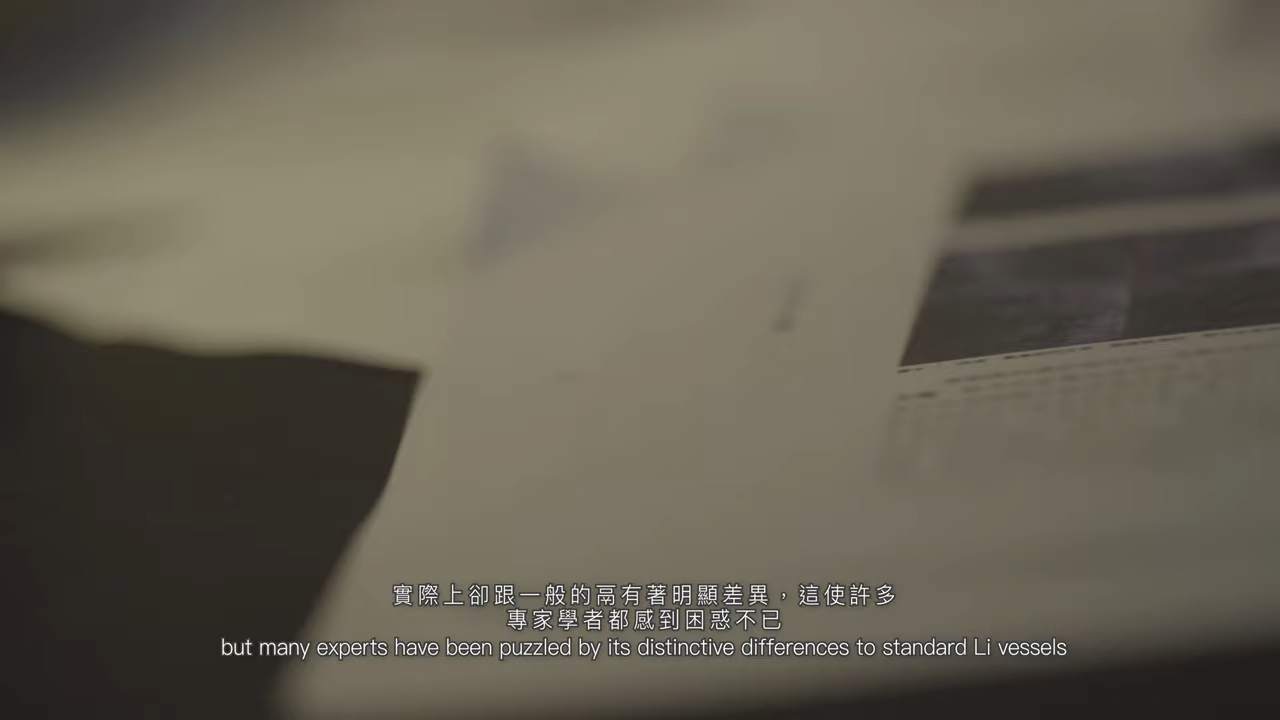 實際上卻跟一般的鬲有著明顯差異，這使許多
專家學者都感到困惑不已
but many experts have been puzzled by its distinctive differences to standard Li vessels